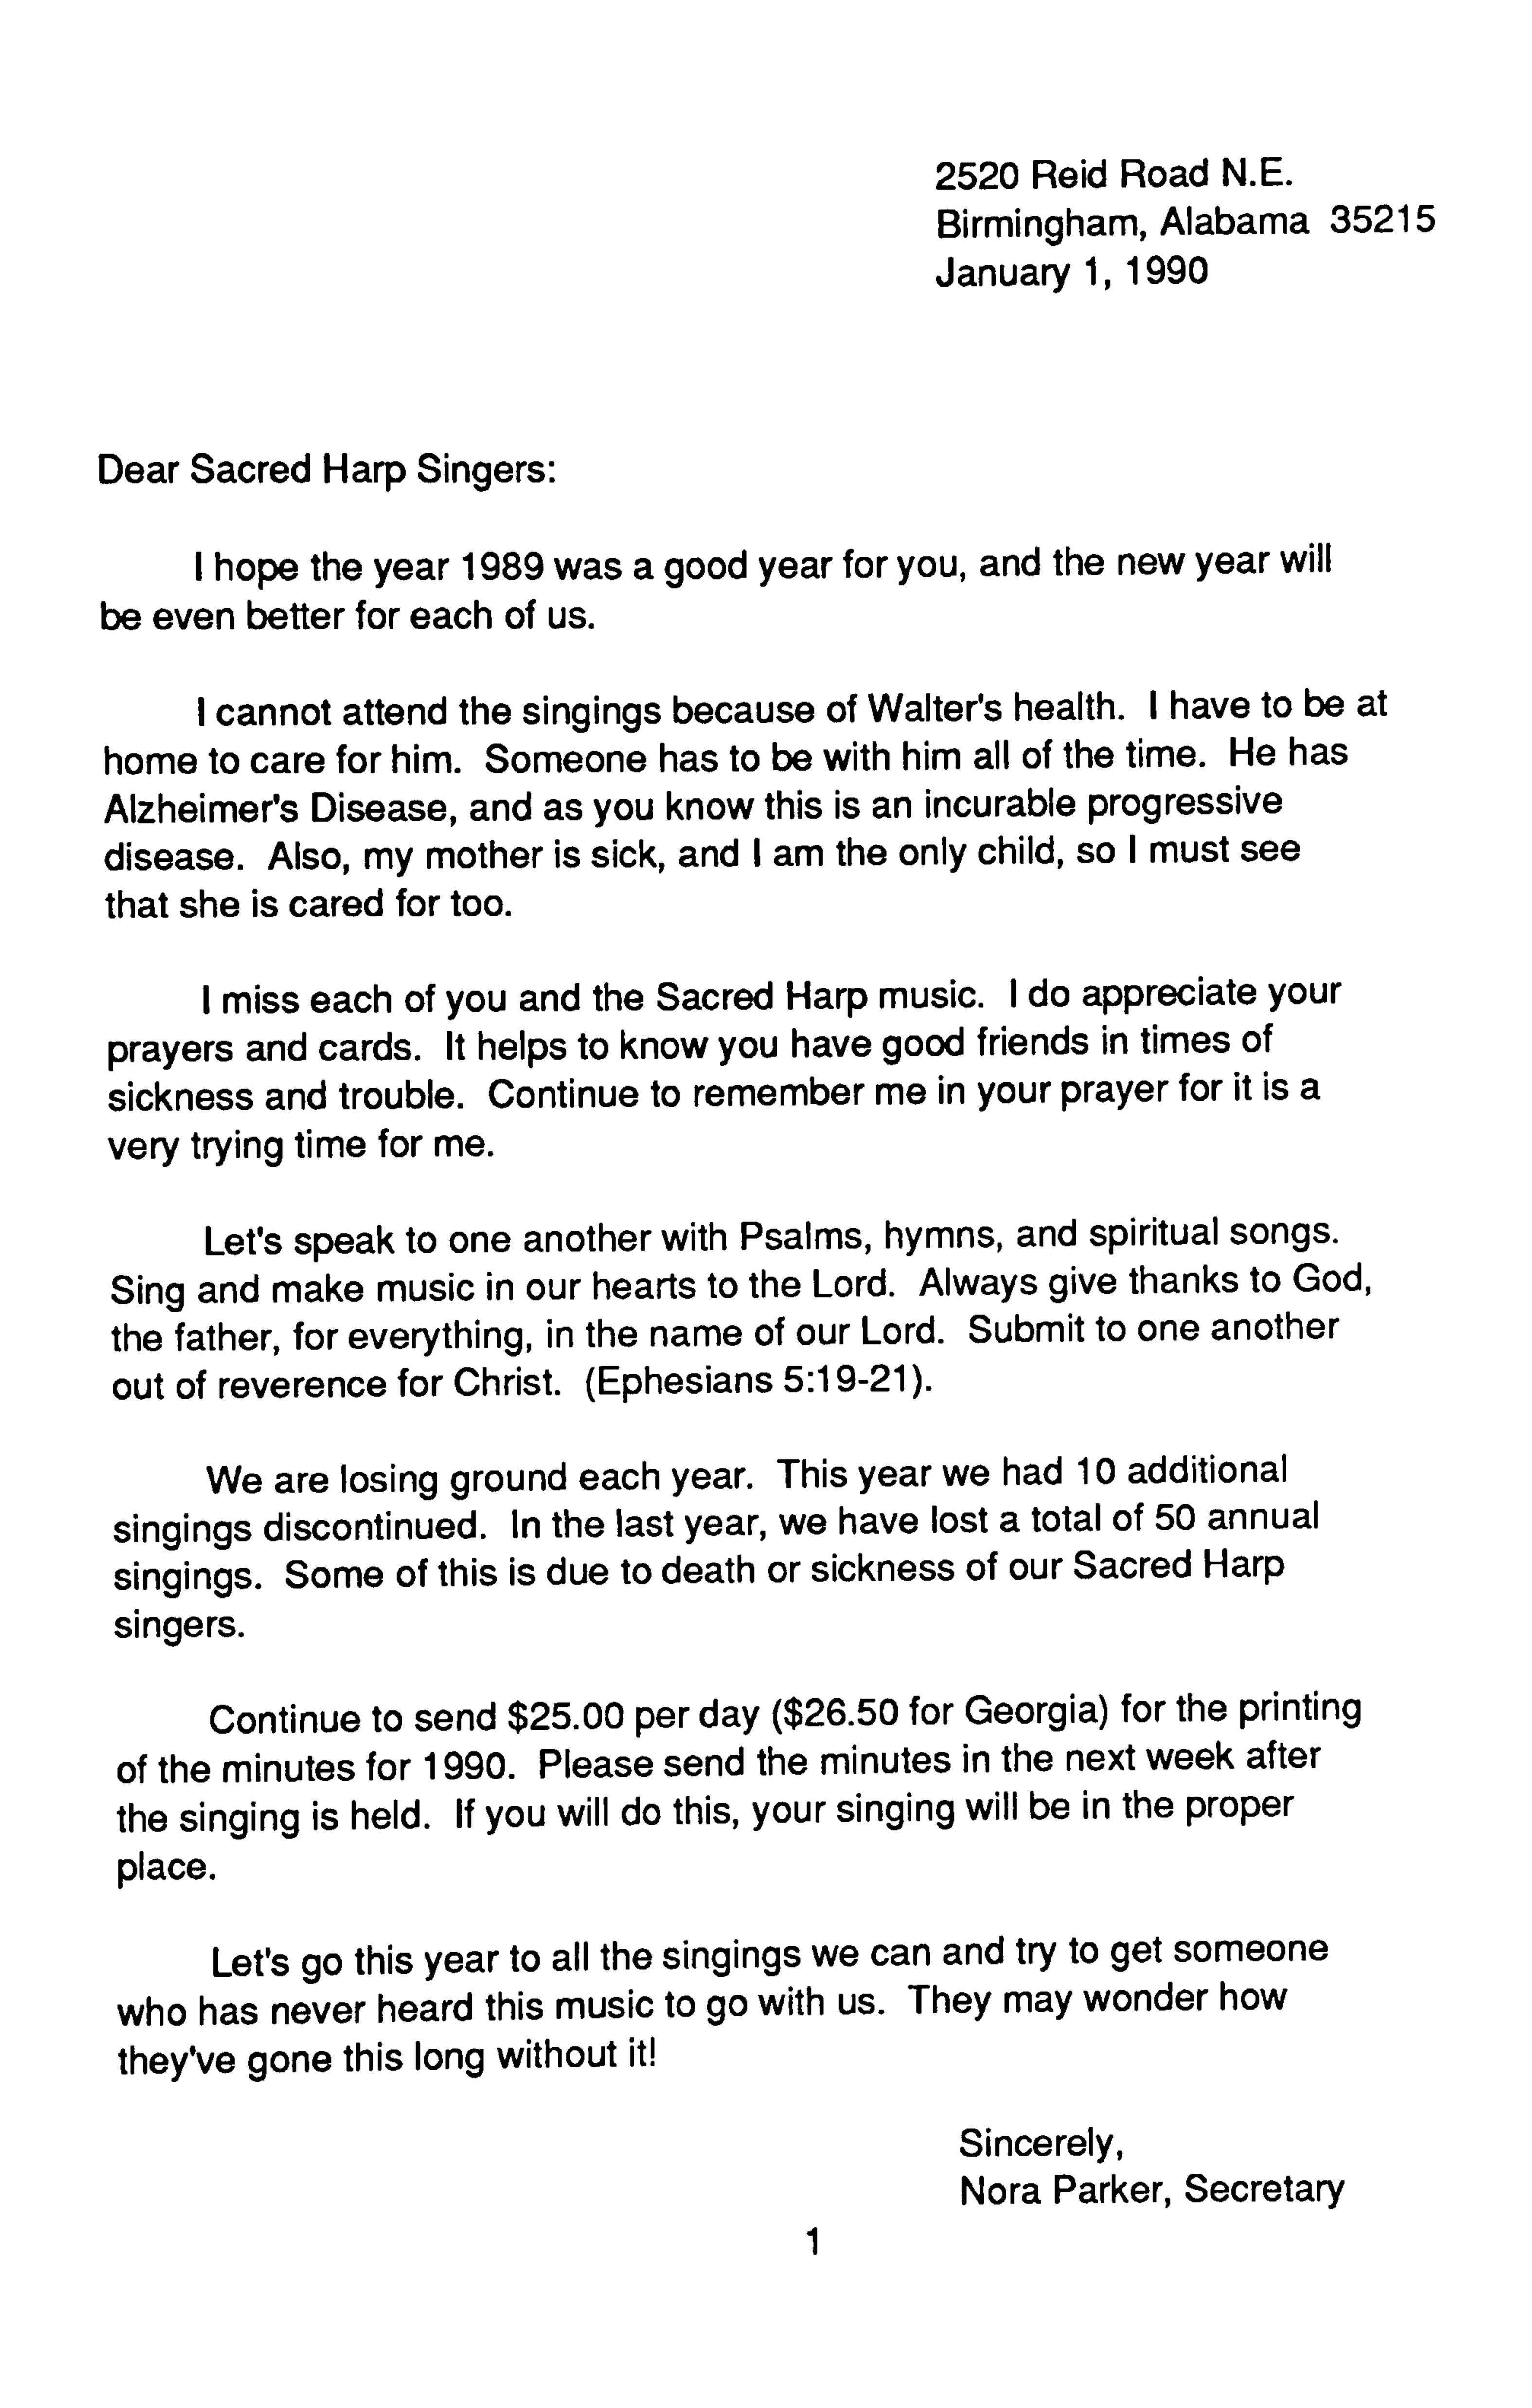 2520 Reid Road N.E.
Birmingham, Alabama 35215
January 1, 1990
Dear Sacred Harp Singers:
I hope the year 1989 was a good year for you, and the new year will
be even better for each of us.
I cannot attend the singings because of Walter's health. I have to be at
home to care for him. Someone has to be with him all of the time. He has
Alzheimer's Disease, and as you know this is an incurable progressive
disease. Also, my mother is sick, and I am the only child, so I must see
that she is cared for too.
I miss each of you and the Sacred Harp music. I do appreciate your
prayers and cards. It helps to know you have good friends in times of
sickness and trouble. Continue to remember me in your prayer for it is a
very trying time for me.
Let's speak to one another with Psalms, hymns, and spiritual songs.
Sing and make music in our hearts to the Lord. Always give thanks to God,
the father, for everything, in the name of our Lord. Submit to one another
out of reverence for Christ. (Ephesians 5:19-21).
We are losing ground each year. This year we had 10 additional
singings discontinued. In the last year, we have lost a total of 50 annual
singings. Some of this is due to death or sickness of our Sacred Harp
singers.
Continue to send $25.00 per day ($26.50 for Georgia) for the printing
of the minutes for 1990. Please send the minutes in the next week after
the singing is held. If you will do this, your singing will be in the proper
place.
Let's go this year to all the singings we can and try to get someone
who has never heard this music to go with us. They may wonder how
they've gone this long without it!
Sincerely,
Nora Parker, Secretary
1